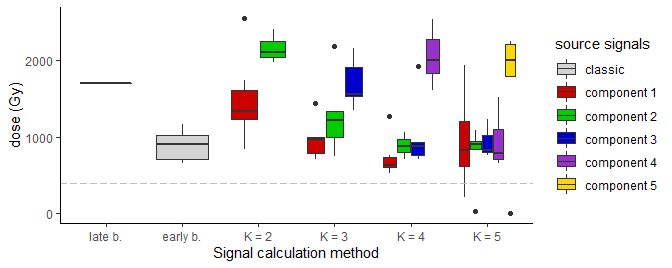 dose (Gy)
2000
1000
0
late b.
early b.
K = 2
K = 3
K = 4
K = 5
Signal calculation method
source signals
classic
component 1
component 2
component 3
component 4
component 5